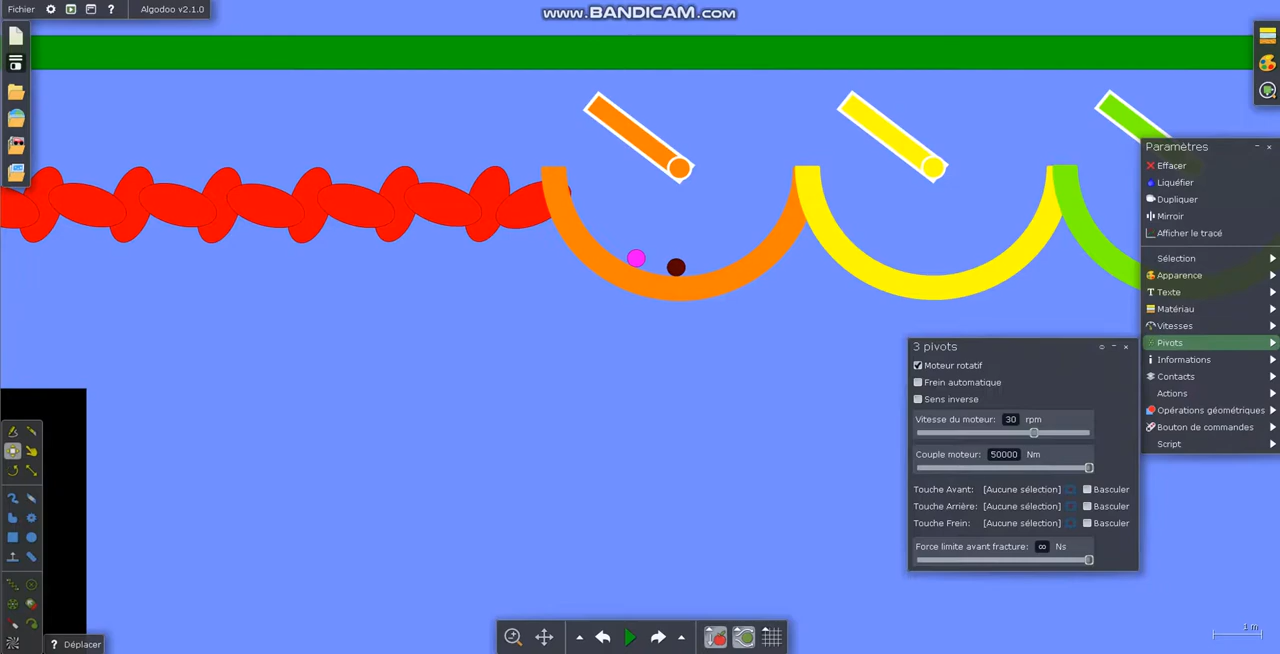 Fichier ? Algodoo v2.1.0
www.BANDICAM.com
Paramètres
Effacer
Liquéfier
Dupliquer
Mirroir
Afficher le tracé
Sélection
Apparence
Texte
Matériau
Vitesses
Pivots
Informations
Contacts
Actions
Opérations géométriques
Bouton de commandes
Script
3 pivots
Moteur rotatif
Frein automatique
Sens inverse
Vitesse du moteur: 30 rpm
Couple moteur: 50000 Nm
Touche Avant: [Aucune sélection] Basculer
Touche Arrière: [Aucune sélection] Basculer
Touche Frein: [Aucune sélection] Basculer
Force limite avant fracture: ∞ Ns
? Déplacer
1 m